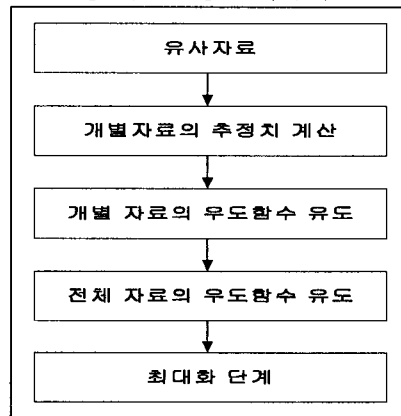 유사자료
개별자료의 추정치 계산
개별 자료의 우도함수 유도
전체 자료의 우도함수 유도
최대화 단계